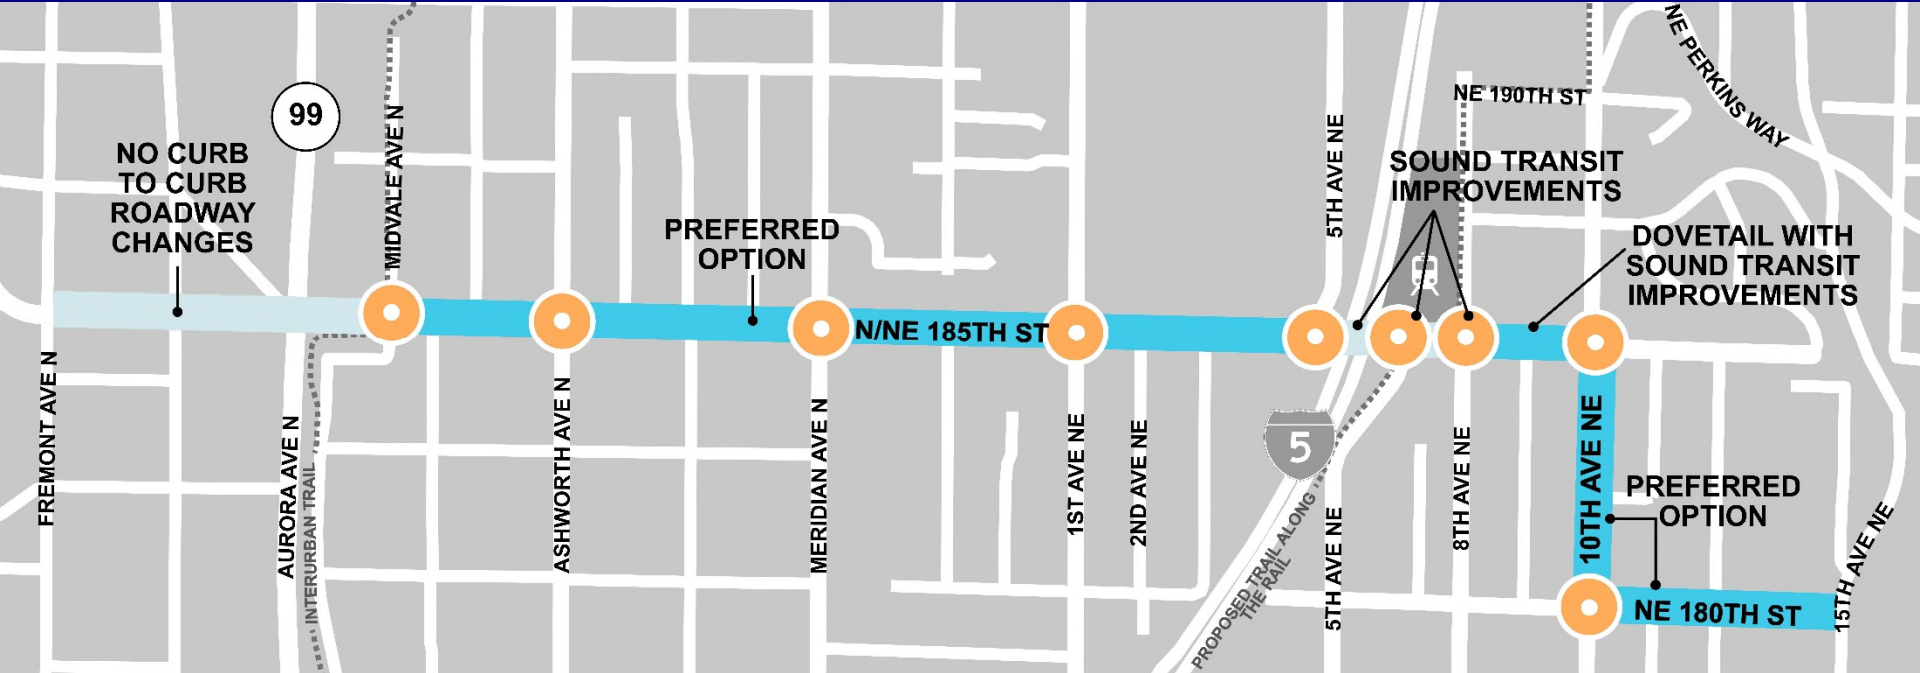 99
NO CURB
TO CURB
ROADWAY
CHANGES
MIDVALE AVE N
PREFERRED
OPTION
5TH AVE NE
SOUND TRANSIT
IMPROVEMENTS
NE 190TH ST
NE PERKINS WAY
DOVETAIL WITH
SOUND TRANSIT
IMPROVEMENTS
N/NE 185TH ST
FREMONT AVE N
AURORA AVE N
INTERURBAN TRAIL
ASHWORTH AVE N
MERIDIAN AVE N
1ST AVE NE
2ND AVE NE
5
PROPOSED TRAIL ALONG
THE RAIL
5TH AVE NE
8TH AVE NE
10TH AVE NE
PREFERRED
OPTION
NE 180TH ST
15TH AVE NE